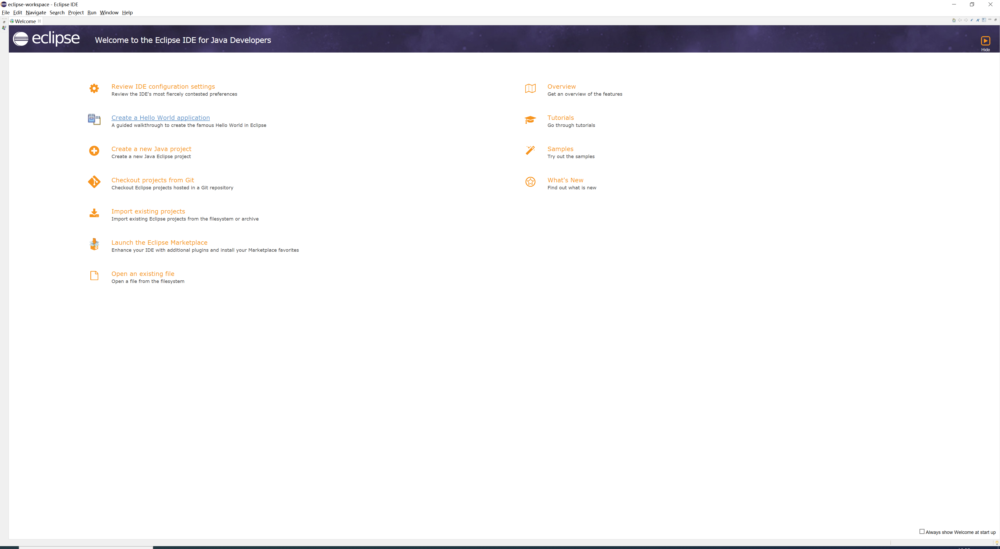 eclipse-workspace - Eclipse IDE
File Edit Navigate Search Project Run Window Help
Welcome
eclipse
Welcome to the Eclipse IDE for Java Developers
Hide
Review IDE configuration settings
Review the IDE's most fiercely contested preferences
Create a Hello World application
A guided walkthrough to create the famous Hello World in Eclipse
Create a new Java project
Create a new Java Eclipse project
Checkout projects from Git
Checkout Eclipse projects hosted in a Git repository
Import existing projects
Import existing Eclipse projects from the filesystem or archive
Launch the Eclipse Marketplace
Enhance your IDE with additional plugins and install your Marketplace favorites
Open an existing file
Open a file from the filesystem
Overview
Get an overview of the features
Tutorials
Go through tutorials
Samples
Try out the samples
What's New
Find out what is new
Always show Welcome at start up